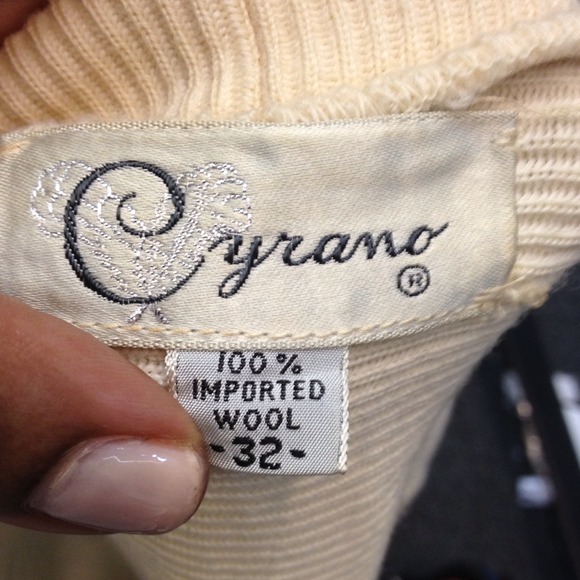 Cyrano
®
100%
IMPORTED
WOOL
-32-